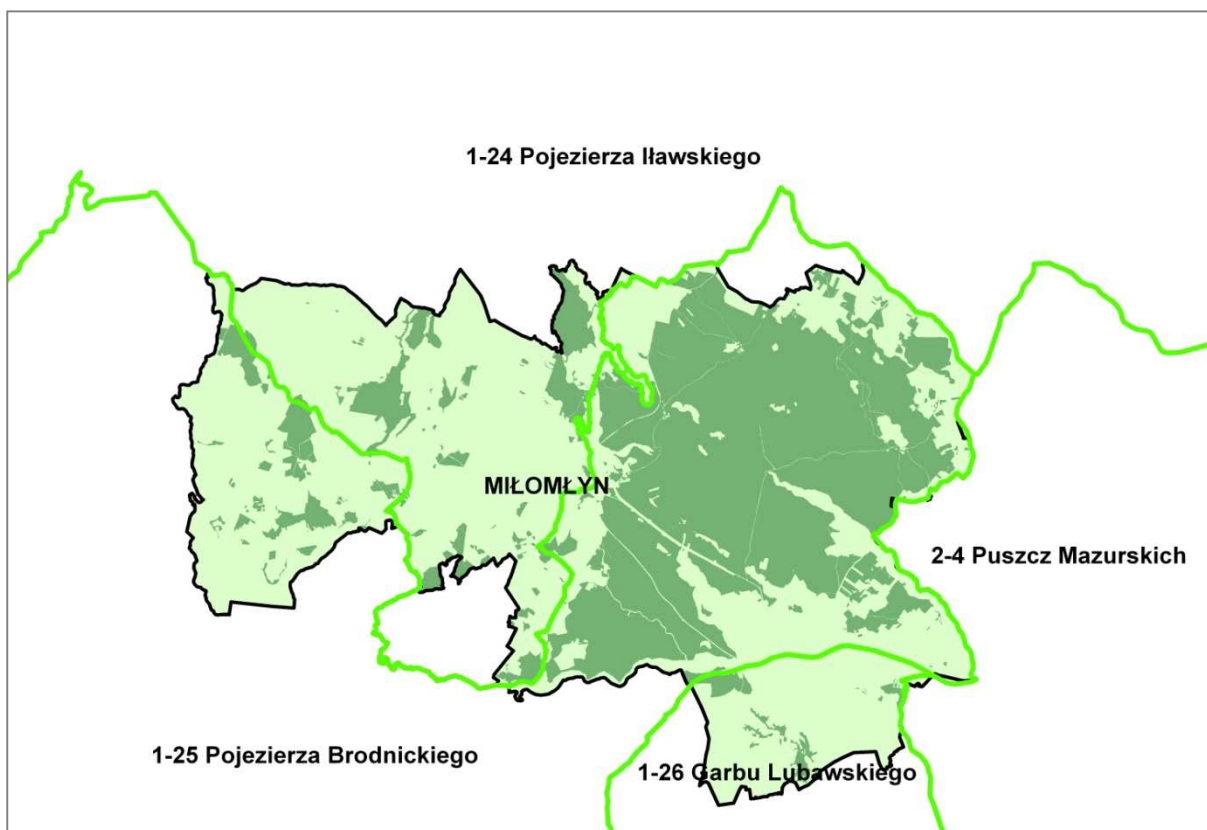 1-24 Pojezierza Iławskiego
MIŁOMŁYN
2-4 Puszcz Mazurskich
1-25 Pojezierza Brodnickiego
1-26 Garbu Lubawskiego